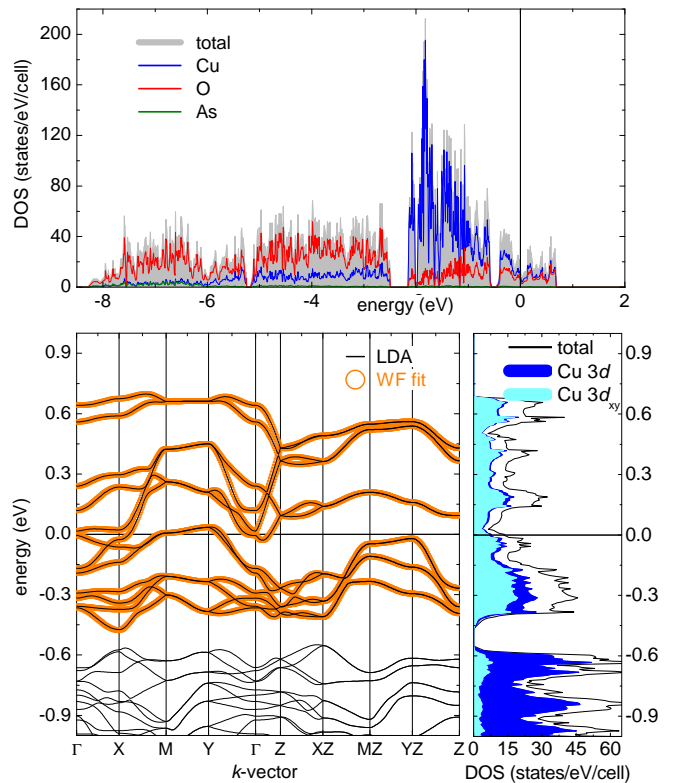 DOS (states/eV/cell)
200
160
120
80
40
0
total
Cu
O
As
-8
-6
-4
-2
0
2
energy (eV)
energy (eV)
0.9
0.6
0.3
0.0
-0.3
-0.6
-0.9
LDA
WF fit
Γ
X
M
Y
Γ
Z
XZ
MZ
YZ
Z
k-vector
total
Cu 3d
Cu 3dxy
0.9
0.6
0.3
0.0
-0.3
-0.6
-0.9
0
15
30
45
60
DOS (states/eV/cell)